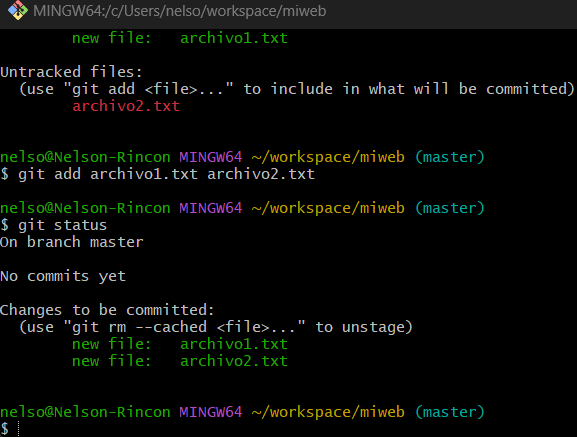 MINGW64:/c/Users/nelso/workspace/miweb
new file:   archivo1.txt
Untracked files:
(use "git add <file>..." to include in what will be committed)
archivo2.txt
nelso@Nelson-Rincon MINGW64 ~/workspace/miweb (master)
$ git add archivo1.txt archivo2.txt
nelso@Nelson-Rincon MINGW64 ~/workspace/miweb (master)
$ git status
On branch master
No commits yet
Changes to be committed:
(use "git rm --cached <file>..." to unstage)
new file:   archivo1.txt
new file:   archivo2.txt
nelso@Nelson-Rincon MINGW64 ~/workspace/miweb (master)
$